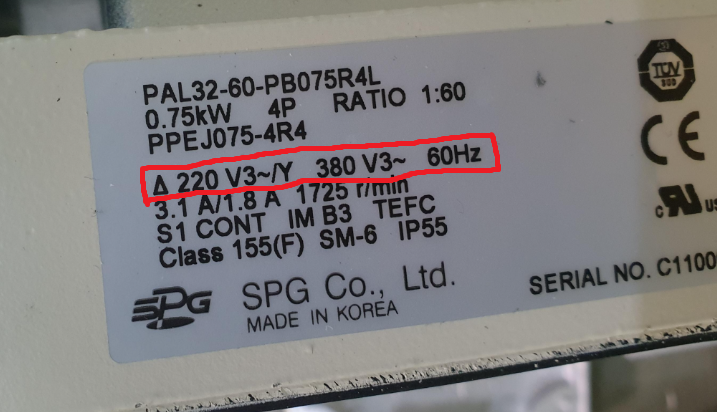 PAL32-60-PB075R4L
0.75kW 4P RATIO 1:60
PPEJ075-4R4
Δ 220 V3~/Y 380 V3~ 60Hz
3.1 A/1.8 A 1725 r/min
S1 CONT IM B3 TEFC
Class 155(F) SM-6 IP55
SPG SPG Co., Ltd.
MADE IN KOREA
TÜV
CE
c us
SERIAL NO. C1100